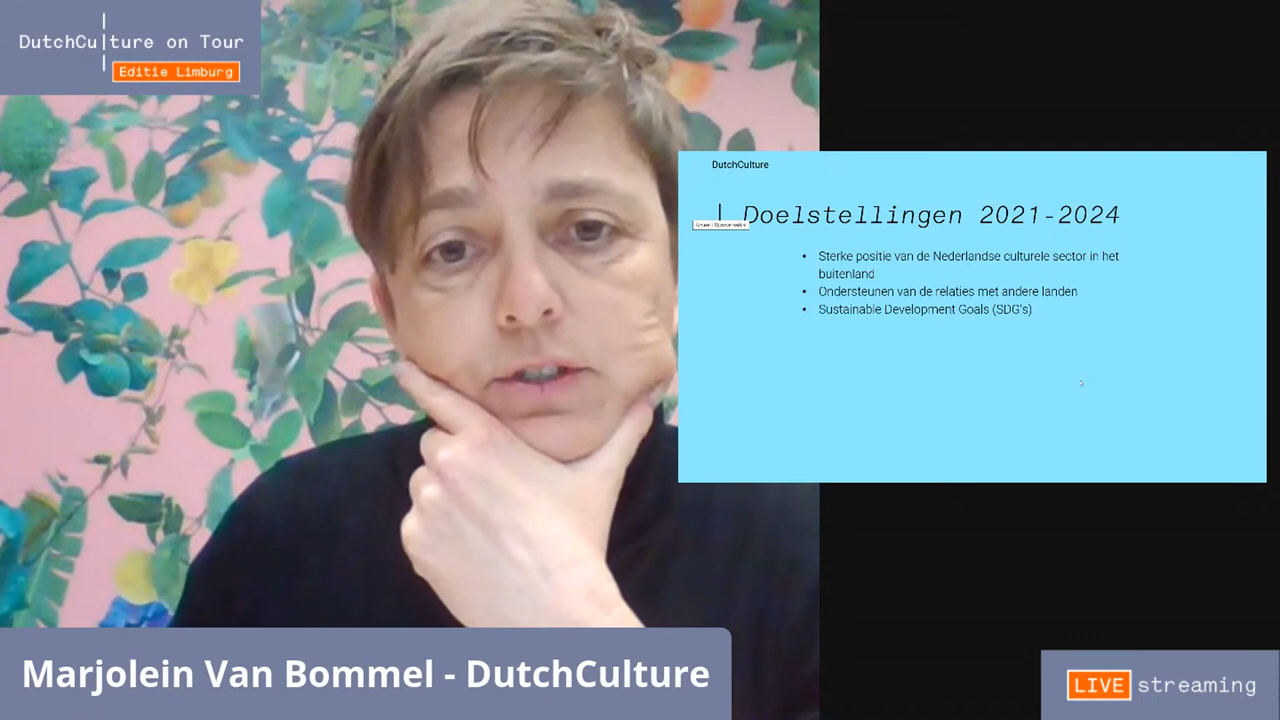 DutchCulture on Tour
Editie Limburg
DutchCulture
| Doelstellingen 2021-2024
• Sterke positie van de Nederlandse culturele sector in het
buitenland
• Ondersteunen van de relaties met andere landen
• Sustainable Development Goals (SDG's)
Marjolein Van Bommel - DutchCulture
LIVE streaming